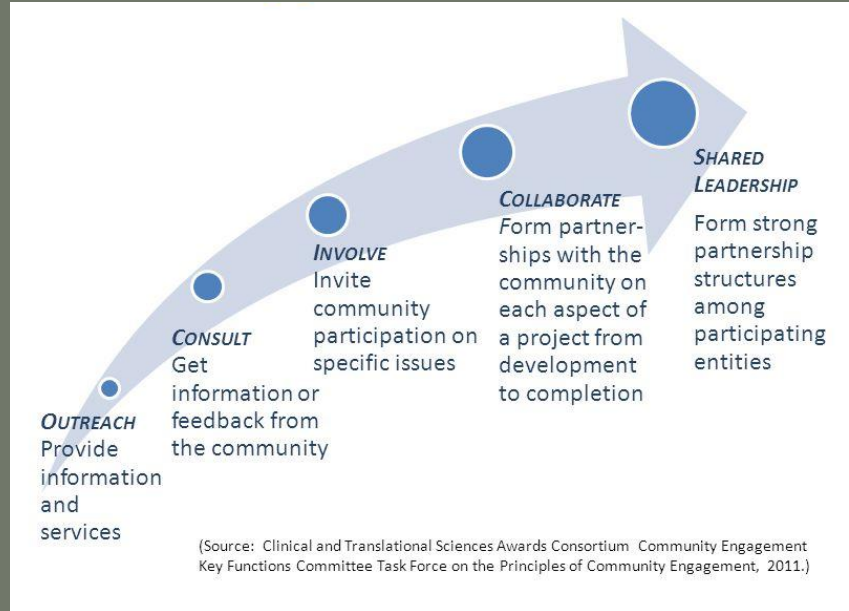 OUTREACH
Provide
information
and
services
CONSULT
Get
information or
feedback from
the community
INVOLVE
Invite
community
participation on
specific issues
COLLABORATE
Form partner-
ships with the
community on
each aspect of
a project from
development
to completion
SHARED
LEADERSHIP
Form strong
partnership
structures
among
participating
entities
(Source: Clinical and Translational Sciences Awards Consortium Community Engagement
Key Functions Committee Task Force on the Principles of Community Engagement, 2011.)